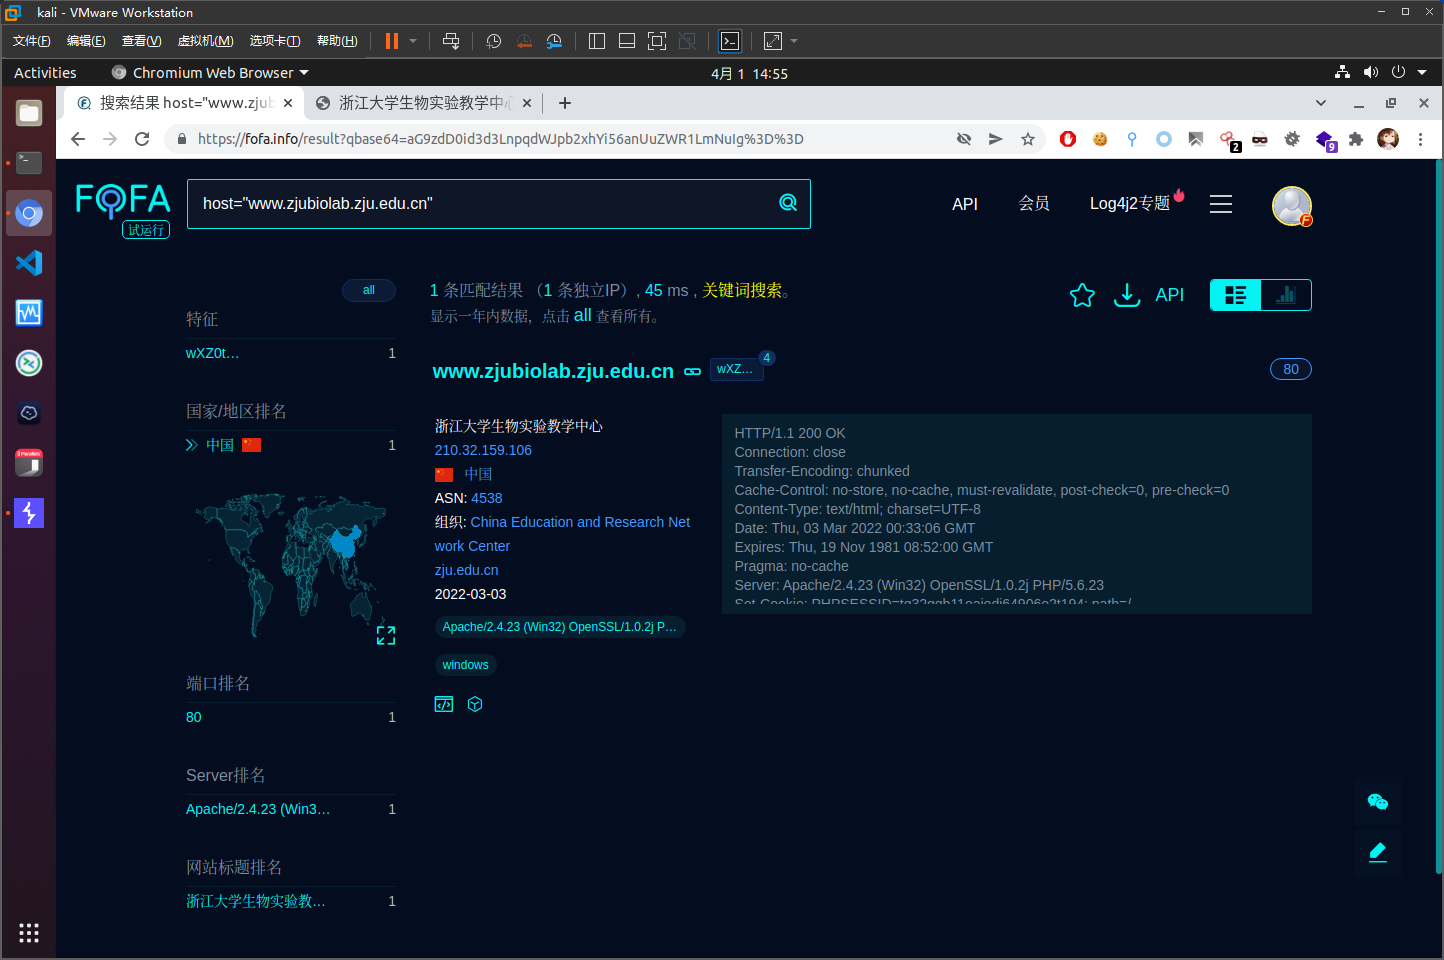 kali - VMware Workstation
文件(F) 编辑(E) 查看(V) 虚拟机(M) 选项卡(T) 帮助(H)
Activities Chromium Web Browser 4月 1 14:55
搜索结果 host="www.zjub 浙江大学生物实验教学中心
https://fofa.info/result?qbase64=aG9zdD0id3d3LnpqdWJpb2xhYi56anUuZWR1LmNuIg%3D%3D
2
9
FOFA
试运行
host="www.zjubiolab.zju.edu.cn"
API 会员 Log4j2专题
F
all
1 条匹配结果 （1 条独立IP）, 45 ms , 关键词搜索。
显示一年内数据，点击 all 查看所有。
API
特征
wXZ0t… 1
国家/地区排名
中国 1
端口排名
80 1
Server排名
Apache/2.4.23 (Win3… 1
网站标题排名
浙江大学生物实验教… 1
www.zjubiolab.zju.edu.cn wXZ… 4 80
浙江大学生物实验教学中心
210.32.159.106
中国
ASN: 4538
组织: China Education and Research Net
work Center
zju.edu.cn
2022-03-03
Apache/2.4.23 (Win32) OpenSSL/1.0.2j P…
windows
HTTP/1.1 200 OK
Connection: close
Transfer-Encoding: chunked
Cache-Control: no-store, no-cache, must-revalidate, post-check=0, pre-check=0
Content-Type: text/html; charset=UTF-8
Date: Thu, 03 Mar 2022 00:33:06 GMT
Expires: Thu, 19 Nov 1981 08:52:00 GMT
Pragma: no-cache
Server: Apache/2.4.23 (Win32) OpenSSL/1.0.2j PHP/5.6.23
Set-Cookie: path=/